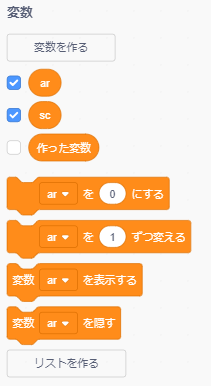 変数
変数を作る
ar
sc
作った変数
ar を 0 にする
ar を 1 ずつ変える
変数 ar を表示する
変数 ar を隠す
リストを作る